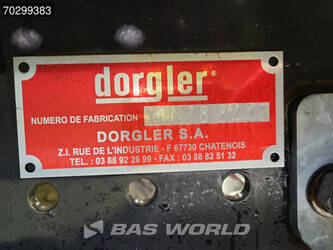 70299383
dorgler®
NUMERO DE FABRICATION
DORGLER S.A.
Z.I. RUE DE L'INDUSTRIE - F 67730 CHATENOIS
TEL : 03 88 92 26 99 - FAX : 03 88 82 51 32
BAS WORLD